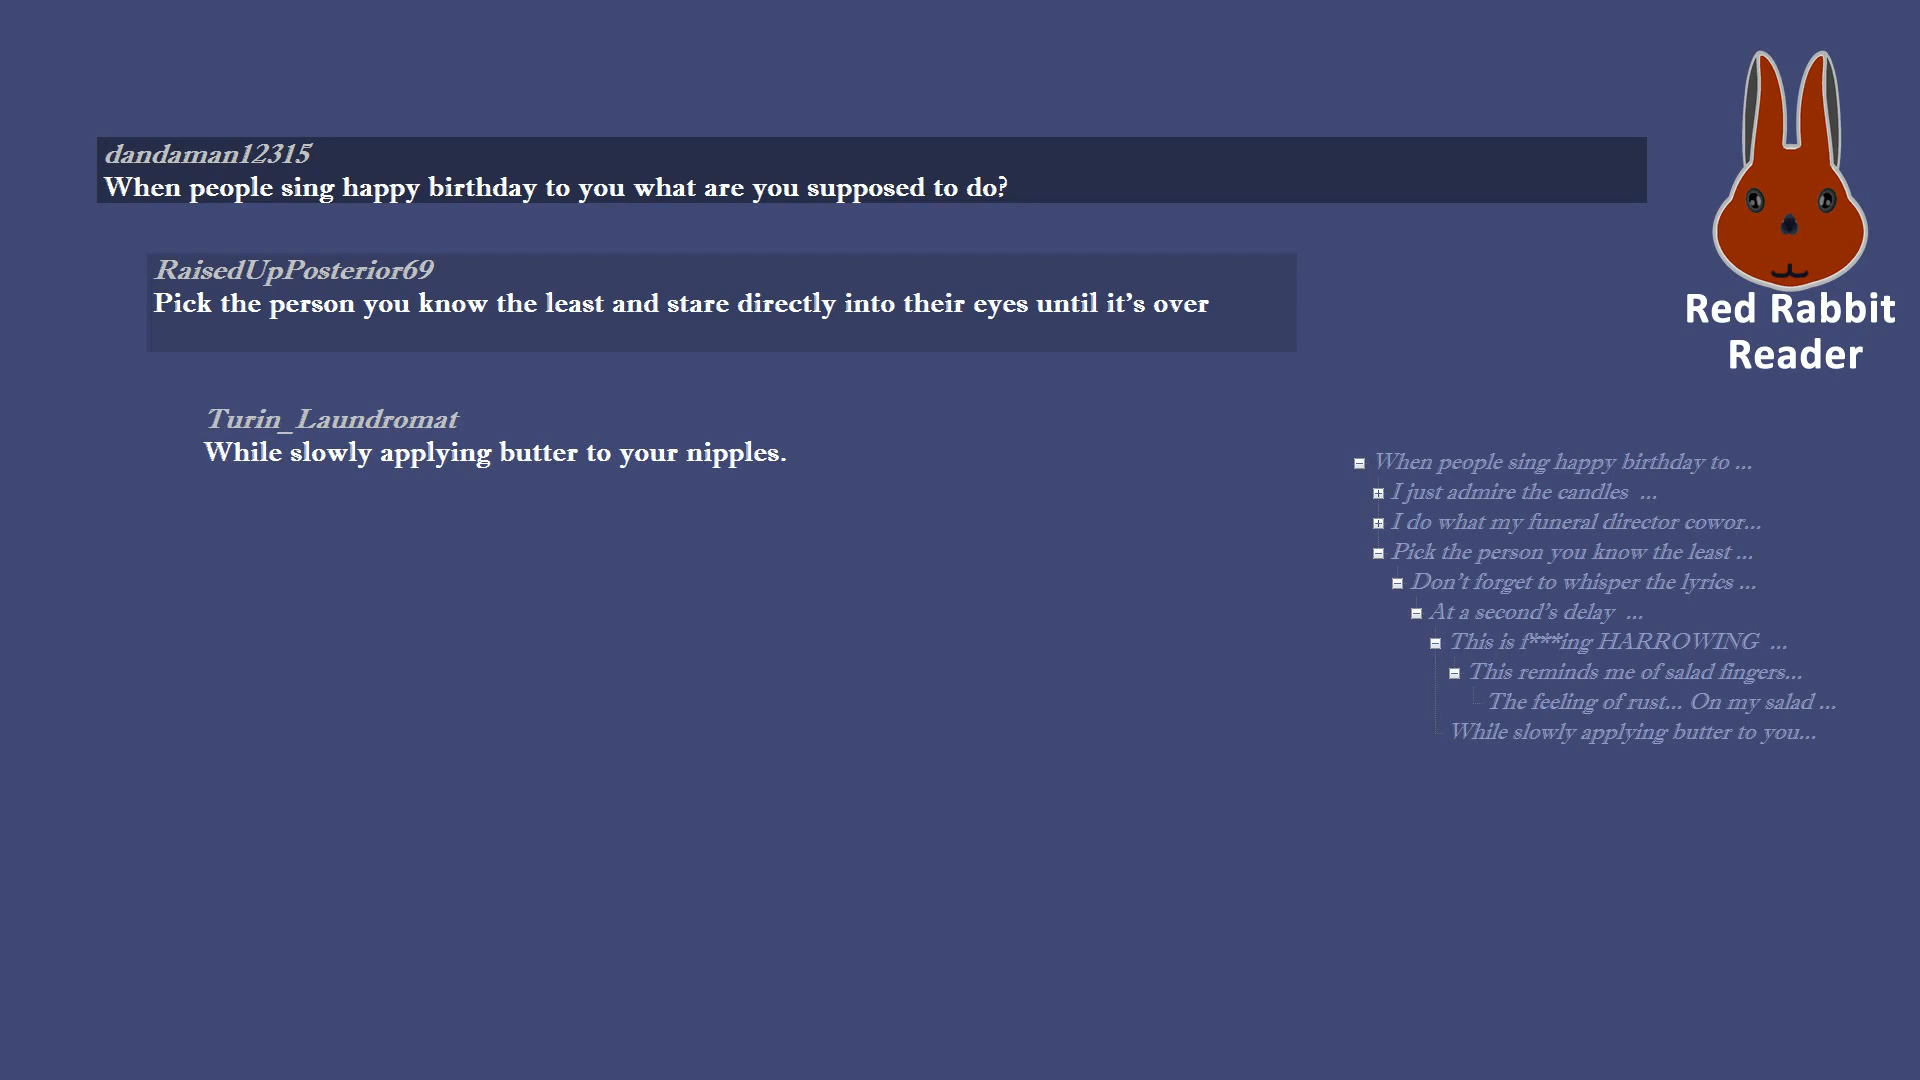 dandaman12315
When people sing happy birthday to you what are you supposed to do?
RaisedUpPosterior69
Pick the person you know the least and stare directly into their eyes until it's over
Turin_Laundromat
While slowly applying butter to your nipples.
Red Rabbit
Reader
When people sing happy birthday to ...
I just admire the candles ...
I do what my funeral director cowor...
Pick the person you know the least ...
Don't forget to whisper the lyrics ...
At a second's delay ...
This is f***ing HARROWING ...
This reminds me of salad fingers...
The feeling of rust... On my salad ...
While slowly applying butter to you...